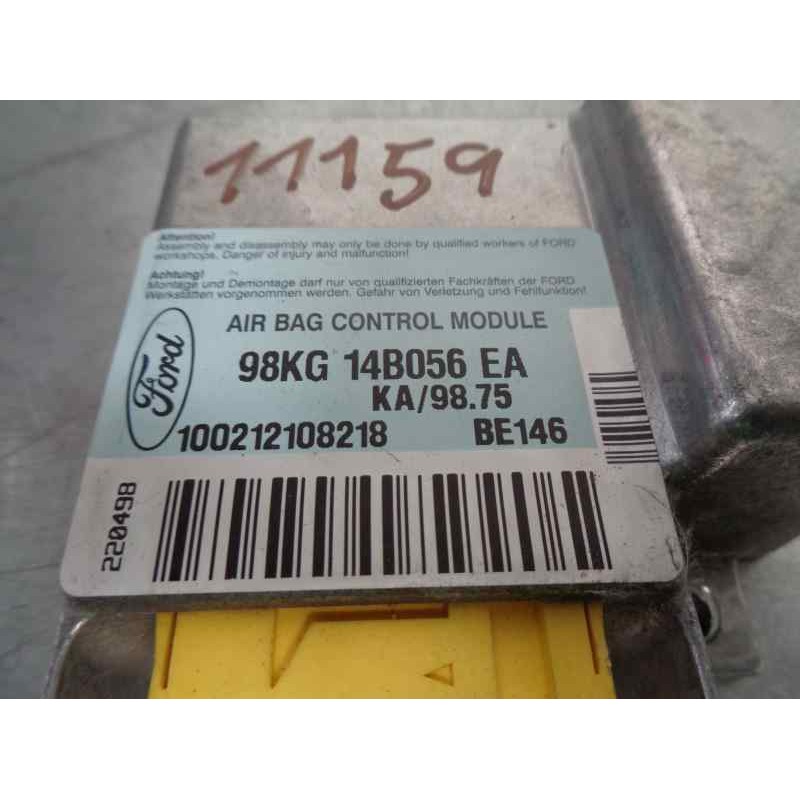 11159
Attention!
Assembly and disassembly may only be done by qualified workers of FORD
workshops. Danger of injury and malfunction!
Achtung!
Montage und Demontage darf nur von qualifizierten Fachkräften der FORD
Werkstätten vorgenommen werden. Gefahr von Verletzung und Fehlfunktion!
AIR BAG CONTROL MODULE
Ford
98KG 14B056 EA
KA/98.75
100212108218 BE146
220498